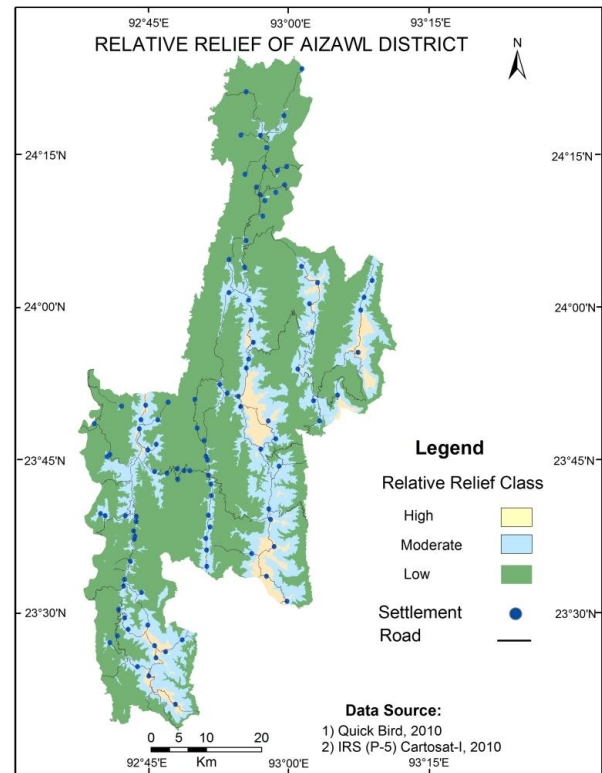 92°45'E 93°00'E 93°15'E
RELATIVE RELIEF OF AIZAWL DISTRICT
N
24°15'N 24°15'N
24°00'N 24°00'N
23°45'N 23°45'N
23°30'N 23°30'N
Legend
Relative Relief Class
High
Moderate
Low
Settlement
Road
Data Source:
1) Quick Bird, 2010
2) IRS (P-5) Cartosat-I, 2010
0 5 10 20
Km
92°45'E 93°00'E 93°15'E